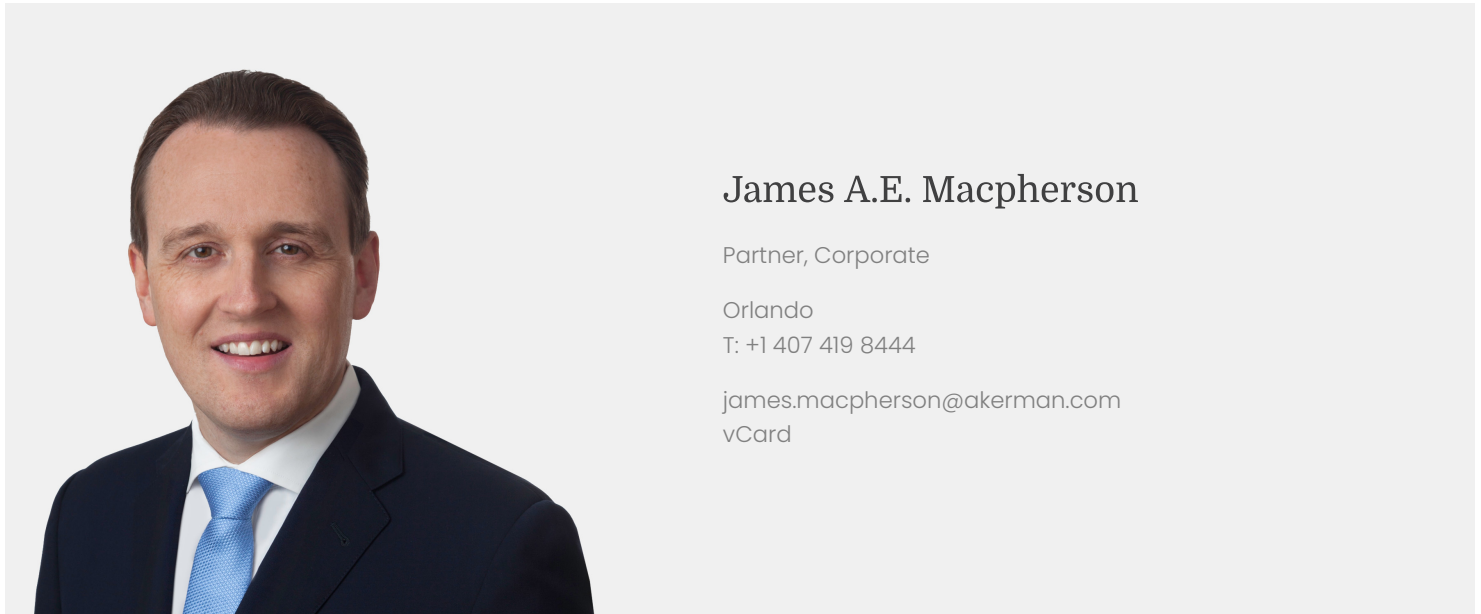 James A.E. Macpherson
Partner, Corporate
Orlando
T: +1 407 419 8444
james.macpherson@akerman.com
vCard